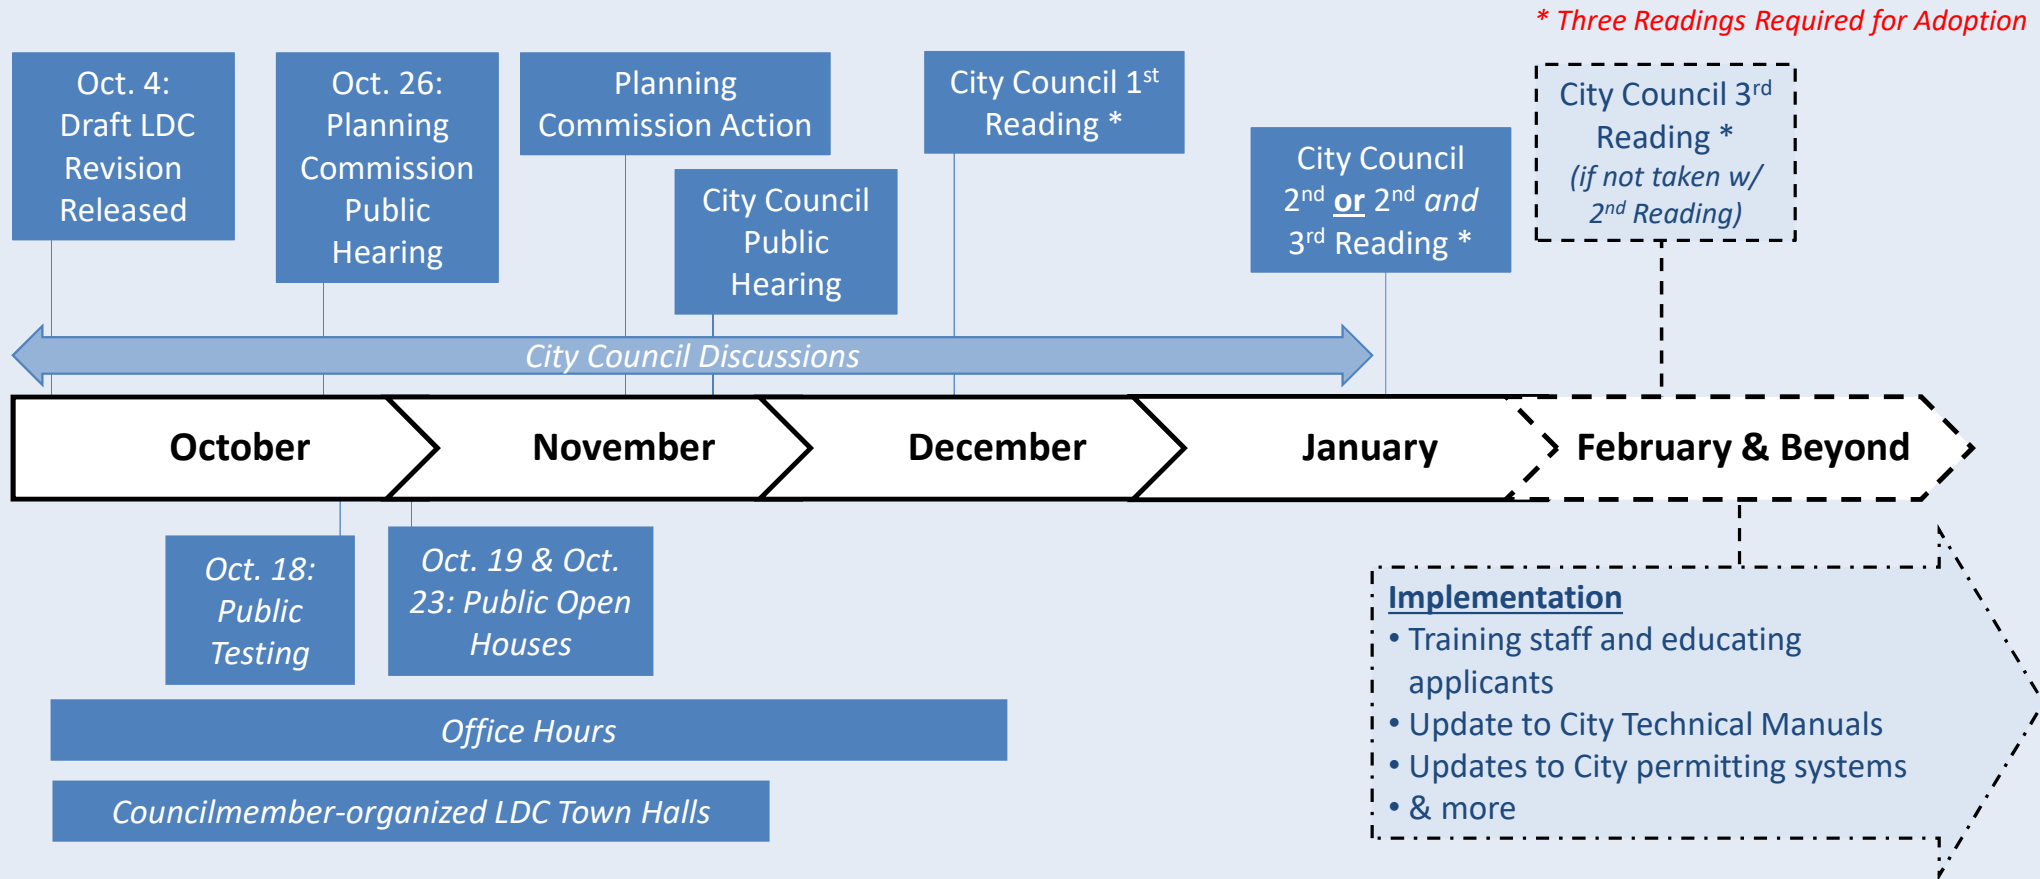 * Three Readings Required for Adoption
Oct. 4:
Draft LDC
Revision
Released
Oct. 26:
Planning
Commission
Public
Hearing
Planning
Commission Action
City Council
Public
Hearing
City Council 1st
Reading *
City Council
2nd or 2nd and
3rd Reading *
City Council 3rd
Reading *
(if not taken w/
2nd Reading)
City Council Discussions
October
November
December
January
February & Beyond
Oct. 18:
Public
Testing
Oct. 19 & Oct.
23: Public Open
Houses
Office Hours
Councilmember-organized LDC Town Halls
Implementation
• Training staff and educating
applicants
• Update to City Technical Manuals
• Updates to City permitting systems
• & more